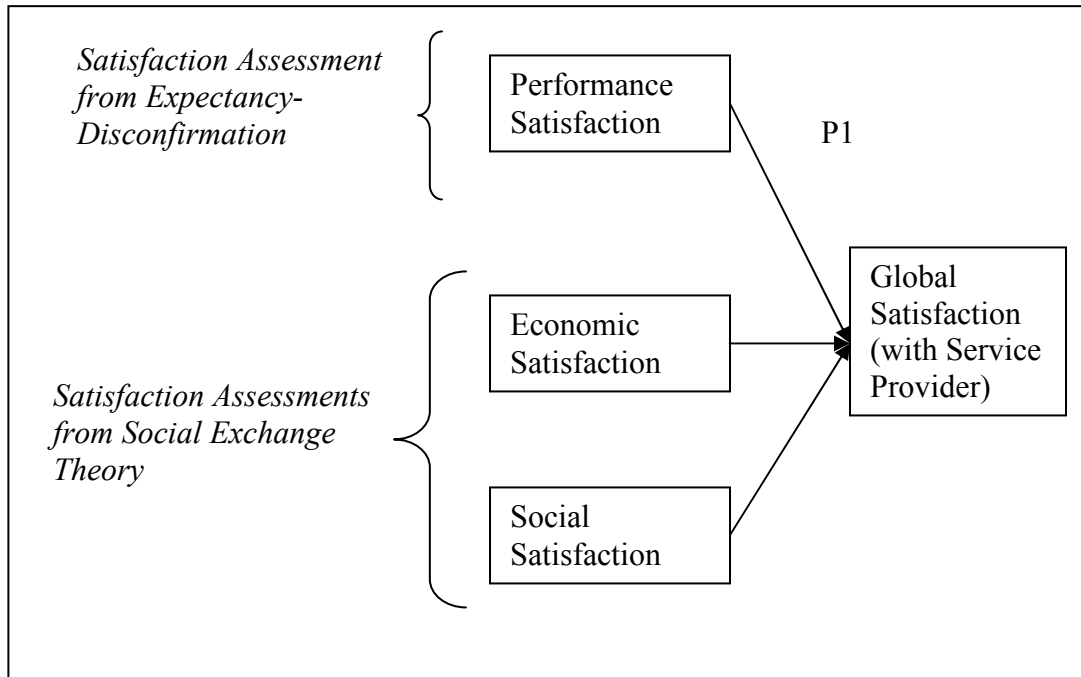 Satisfaction Assessment
from Expectancy-
Disconfirmation
Performance
Satisfaction
P1
Global
Satisfaction
(with Service
Provider)
Economic
Satisfaction
Satisfaction Assessments
from Social Exchange
Theory
Social
Satisfaction